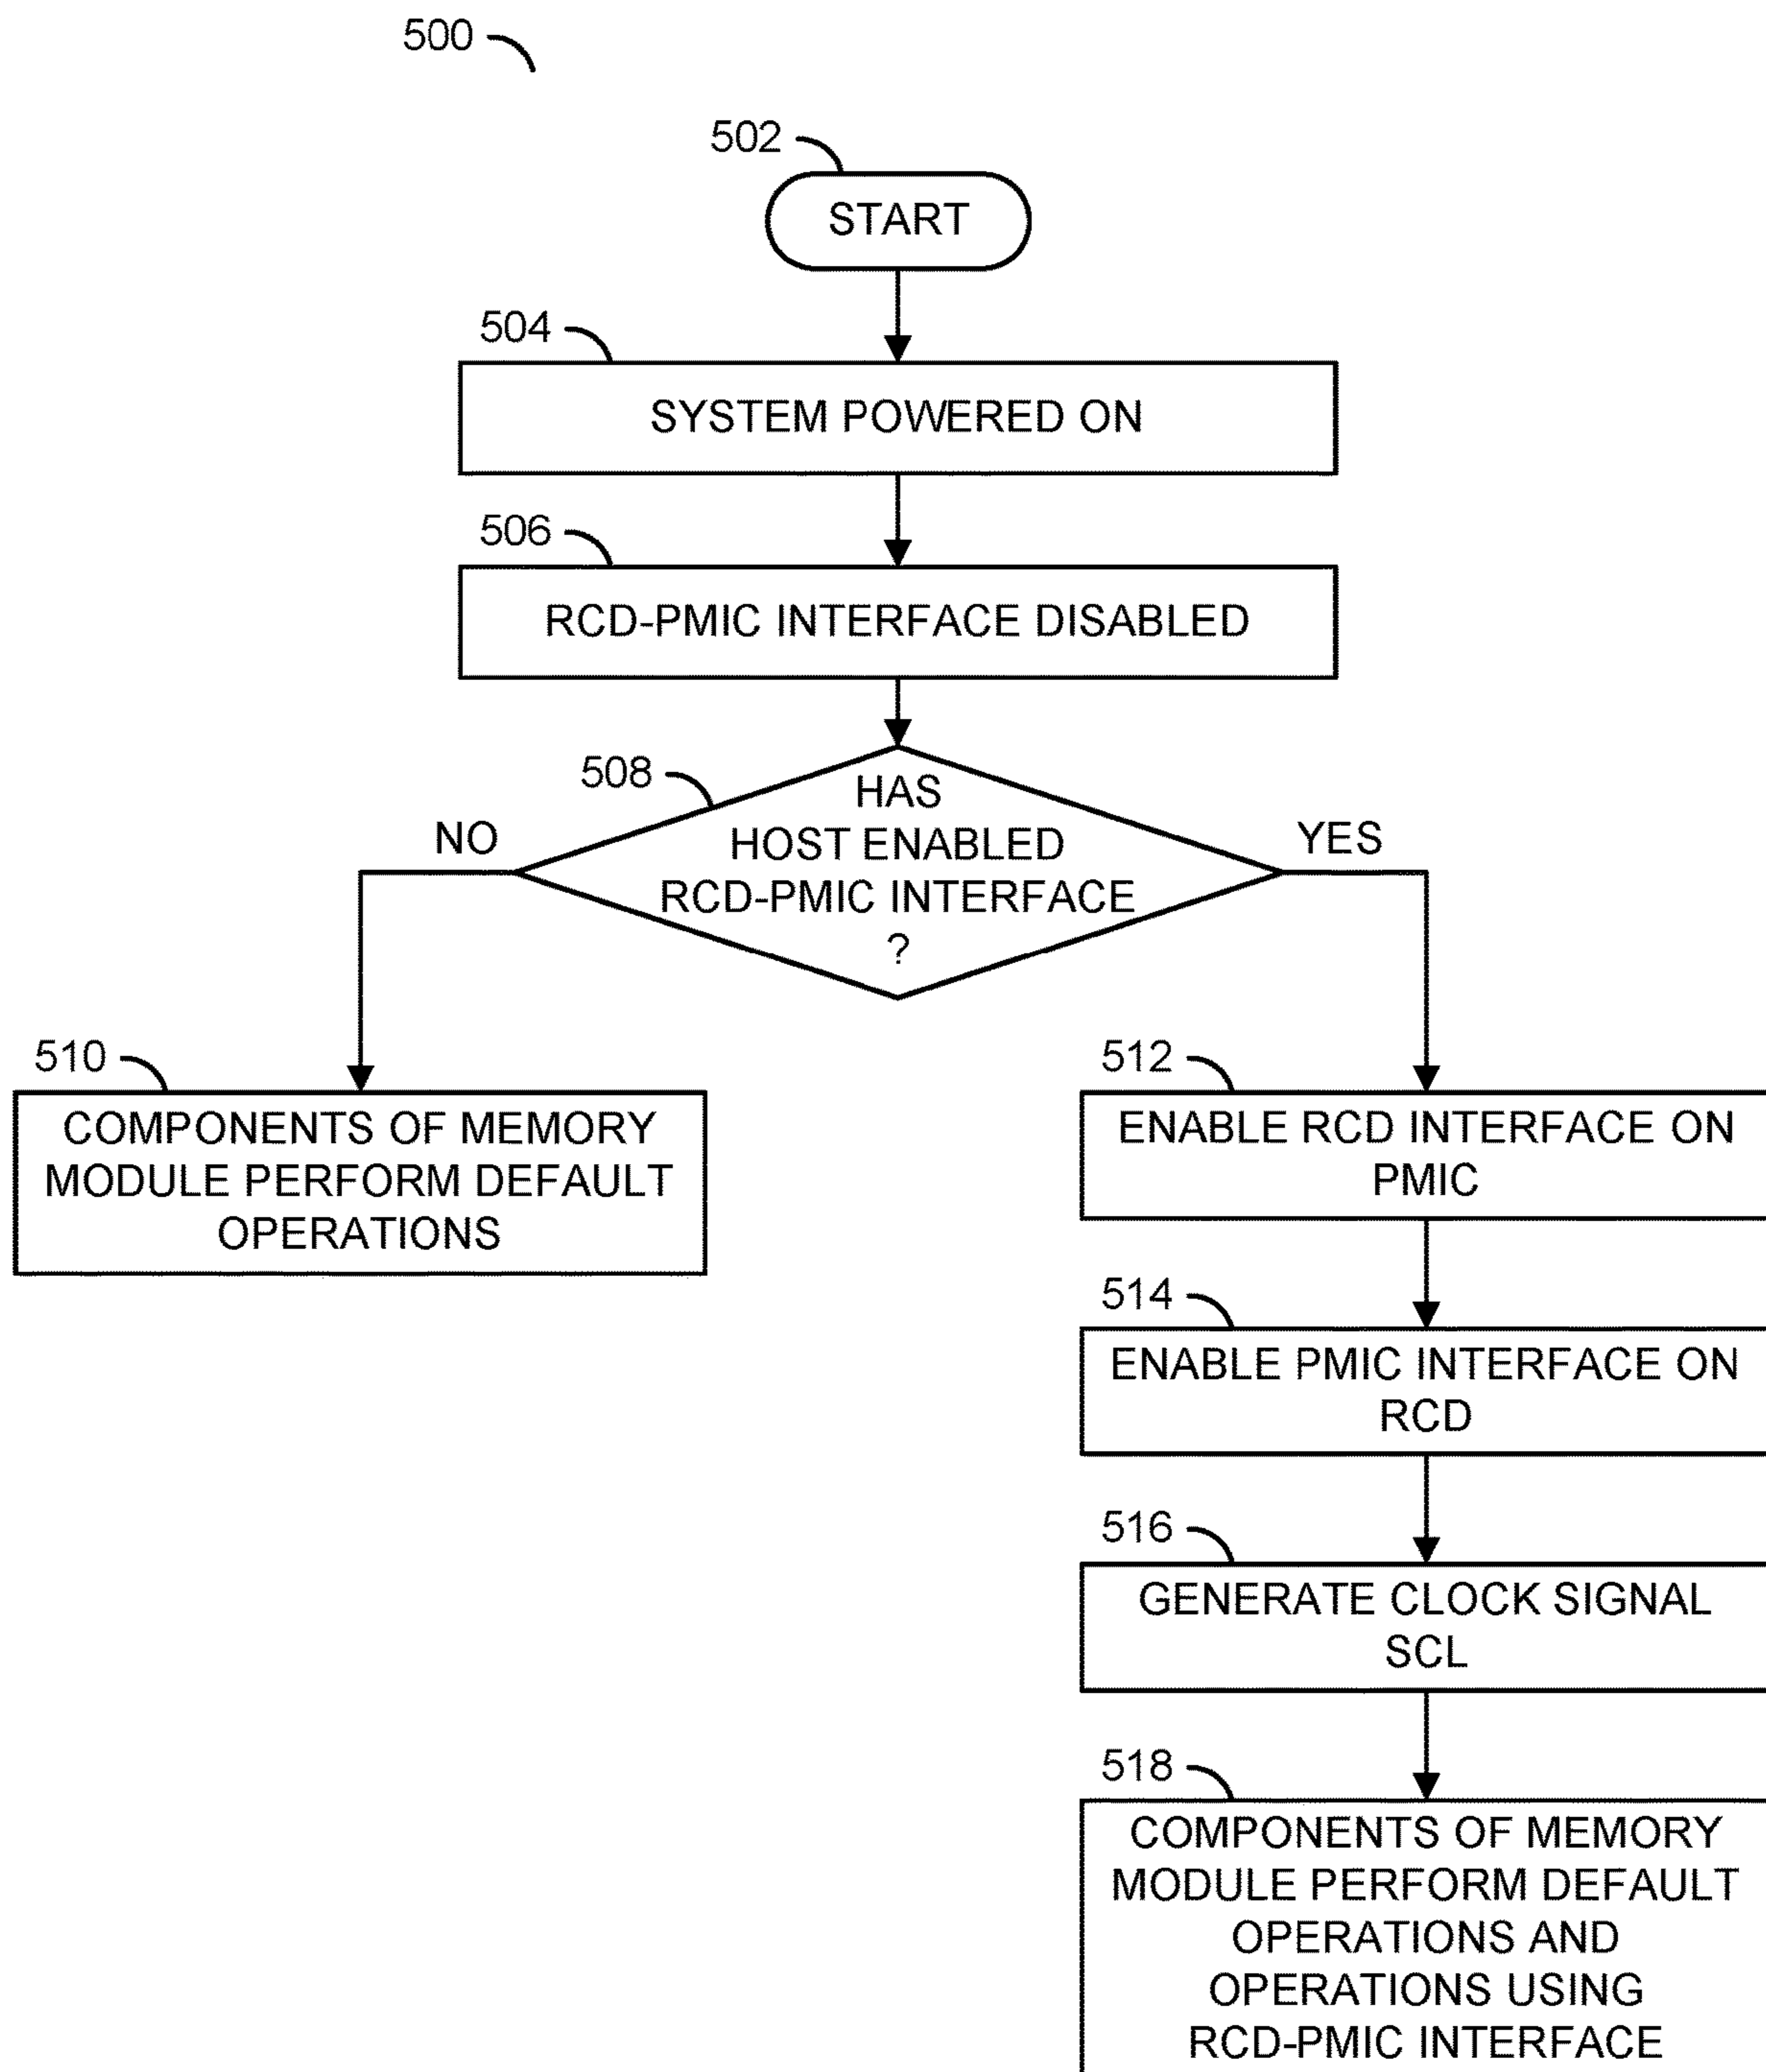 500
502
START
504
SYSTEM POWERED ON
506
RCD-PMIC INTERFACE DISABLED
508
HAS
HOST ENABLED
RCD-PMIC INTERFACE
?
NO
YES
510
COMPONENTS OF MEMORY
MODULE PERFORM DEFAULT
OPERATIONS
512
ENABLE RCD INTERFACE ON
PMIC
514
ENABLE PMIC INTERFACE ON
RCD
516
GENERATE CLOCK SIGNAL
SCL
518
COMPONENTS OF MEMORY
MODULE PERFORM DEFAULT
OPERATIONS AND
OPERATIONS USING
RCD-PMIC INTERFACE